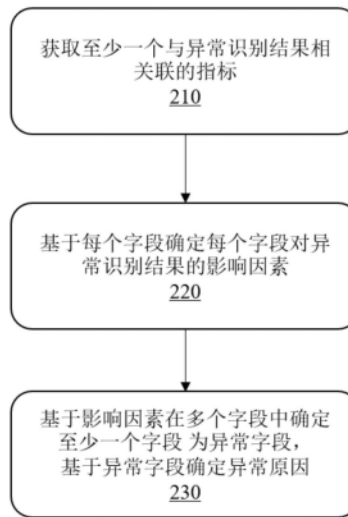 获取至少一个与异常识别结果相
关联的指标
210
基于每个字段确定每个字段对异
常识别结果的影响因素
220
基于影响因素在多个字段中确定
至少一个字段 为异常字段，
基于异常字段确定异常原因
230